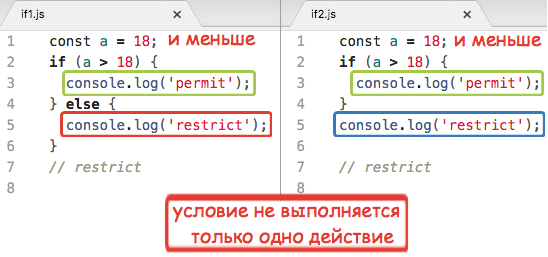 if1.js ×
1 const a = 18; и меньше
2 if (a > 18) {
3 console.log('permit');
4 } else {
5 console.log('restrict');
6 }
7 // restrict
8
if2.js ×
1 const a = 18; и меньше
2 if (a > 18) {
3 console.log('permit');
4 }
5 console.log('restrict');
6
7 // restrict
8
условие не выполняется
только одно действие